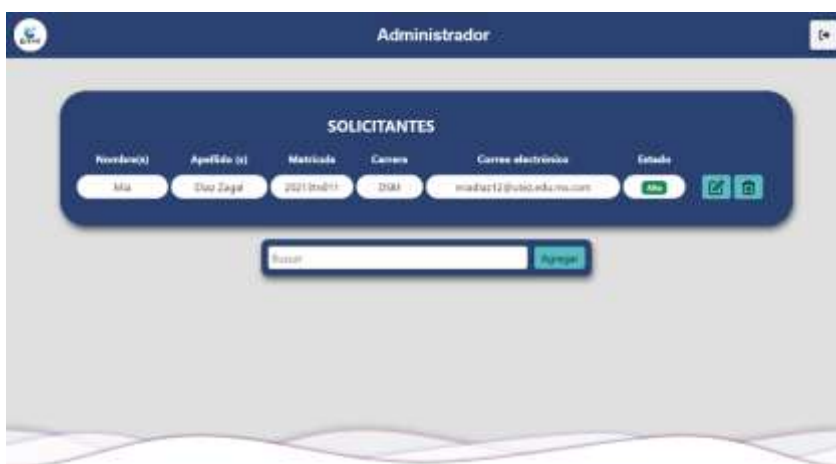 Administrador
SOLICITANTES
Nombre(s) Apellido (s) Matrícula Carrera Correo electrónico Estado
Mia Diaz Zagal DSM Alta
Buscar Agregar